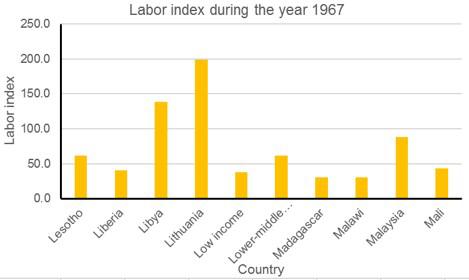 Labor index during the year 1967
250.0
200.0
150.0
100.0
50.0
0.0
Labor index
Lesotho
Liberia
Libya
Lithuania
Low income
Lower-middle…
Madagascar
Malawi
Malaysia
Mali
Country